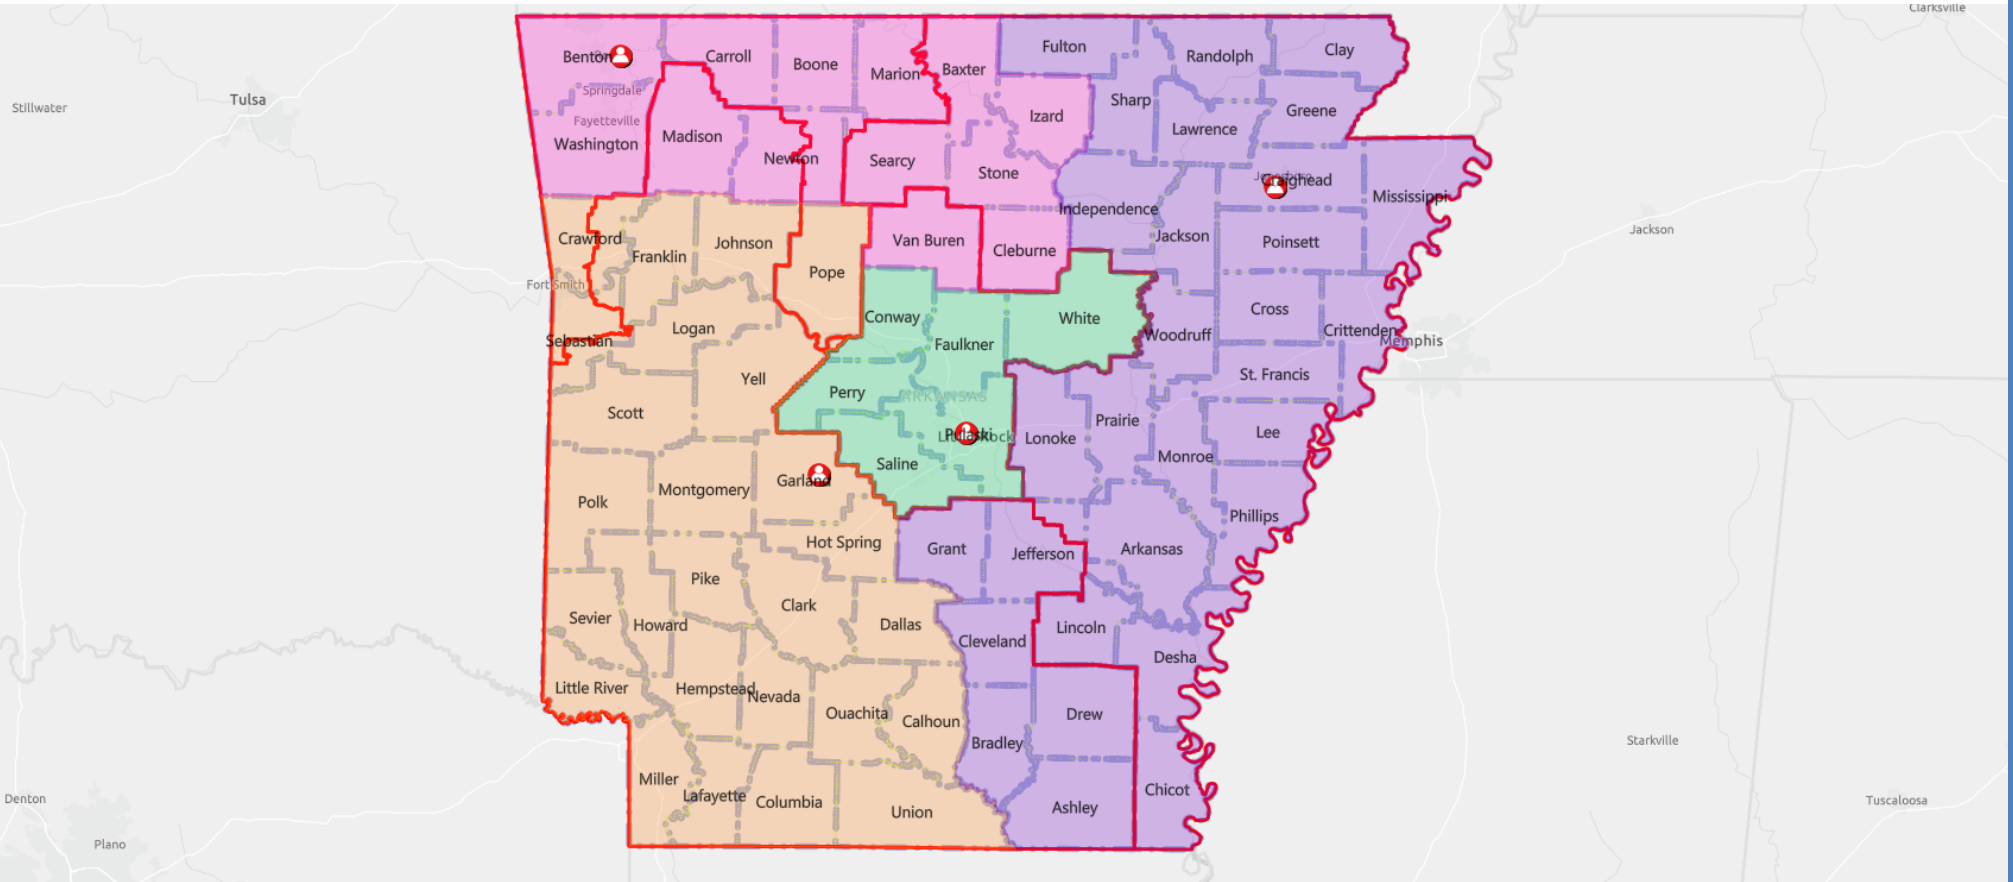 Clarksville
Fulton
Randolph
Clay
Benton
Carroll
Boone
Marion
Baxter
Springdale
Tulsa
Stillwater
Sharp
Greene
Izard
Fayetteville
Lawrence
Washington
Madison
Newton
Searcy
Stone
Craighead
Mississippi
Independence
Jackson
Jackson
Crawford
Johnson
Van Buren
Cleburne
Poinsett
Franklin
Pope
Fort Smith
Conway
White
Cross
Logan
Woodruff
Crittenden
Sebastian
Faulkner
Memphis
Yell
St. Francis
Perry
ARKANSAS
Scott
Prairie
Pulaski
Lonoke
Lee
Saline
Monroe
Garland
Montgomery
Polk
Phillips
Hot Spring
Grant
Jefferson
Arkansas
Pike
Clark
Sevier
Howard
Dallas
Lincoln
Cleveland
Desha
Little River
Hempstead
Nevada
Ouachita
Calhoun
Drew
Bradley
Starkville
Miller
Lafayette
Columbia
Union
Ashley
Chicot
Denton
Tuscaloosa
Plano